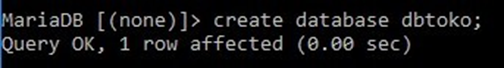 MariaDB [(none)]> create database dbtoko;
Query OK, 1 row affected (0.00 sec)